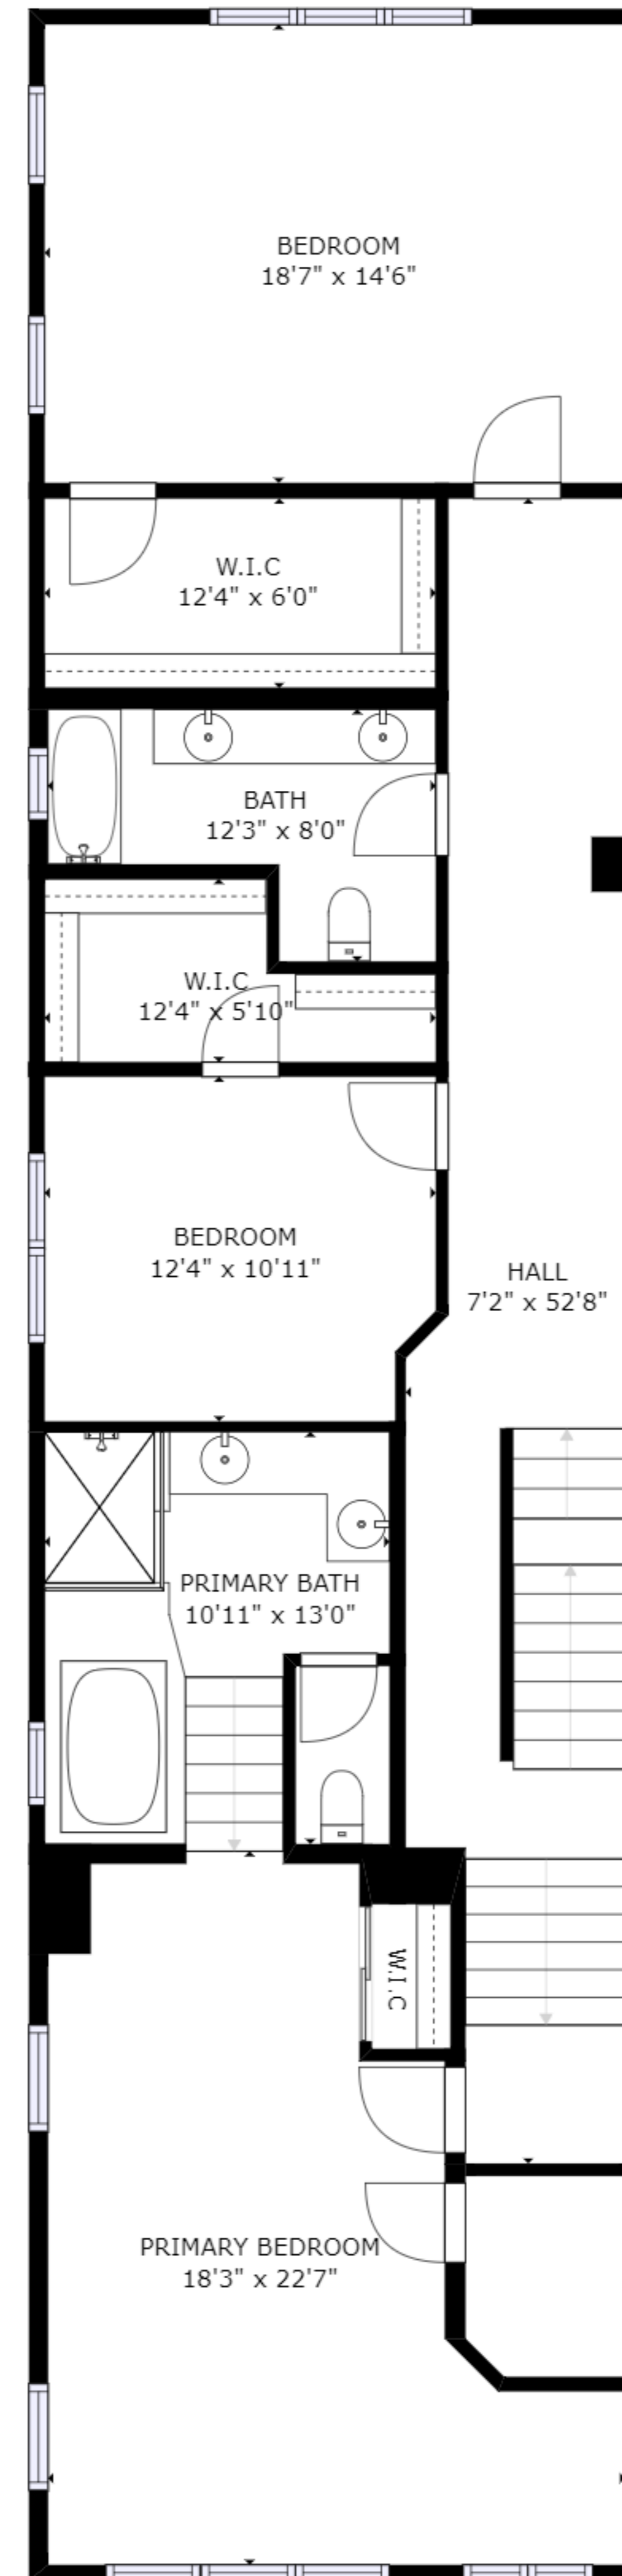 BEDROOM
18'7" x 14'6"
W.I.C
12'4" x 6'0"
BATH
12'3" x 8'0"
W.I.C
12'4" x 5'10"
BEDROOM
12'4" x 10'11"
HALL
7'2" x 52'8"
PRIMARY BATH
10'11" x 13'0"
W.I.C
PRIMARY BEDROOM
18'3" x 22'7"